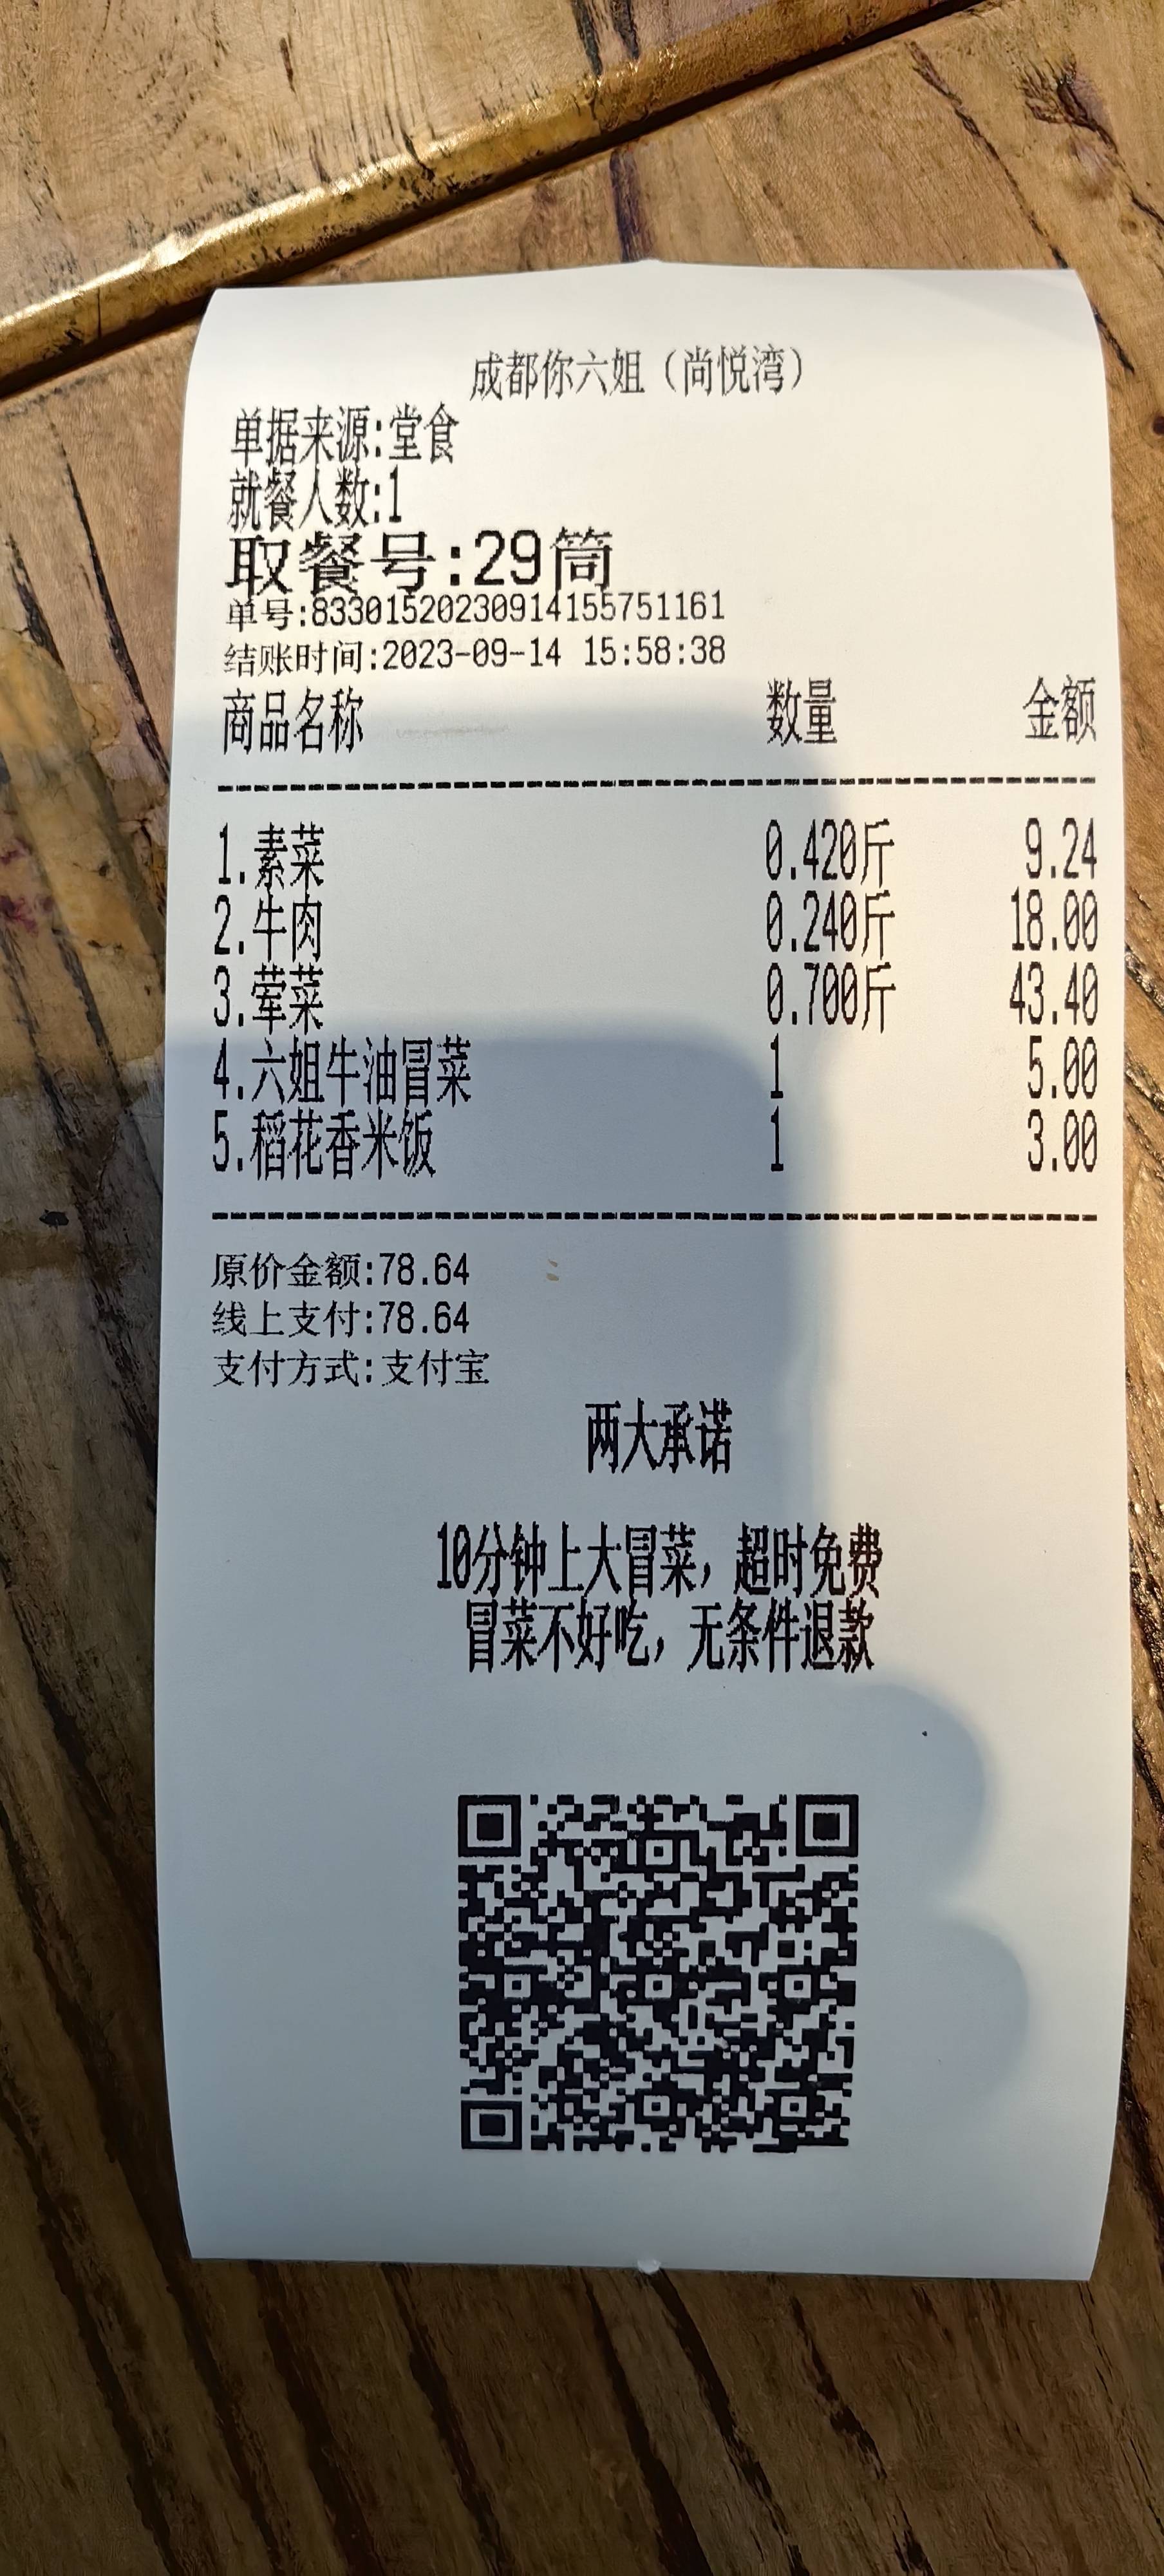 成都你六姐（尚悦湾）
单据来源:堂食
就餐人数:1
取餐号:29筒
单号:83301520230914155751161
结账时间:2023-09-14 15:58:38
商品名称 数量 金额
1.素菜 0.420斤 9.24
2.牛肉 0.240斤 18.00
3.荤菜 0.700斤 43.40
4.六姐牛油冒菜 1 5.00
5.稻花香米饭 1 3.00
原价金额:78.64
线上支付:78.64
支付方式:支付宝
两大承诺
10分钟上大冒菜，超时免费
冒菜不好吃，无条件退款